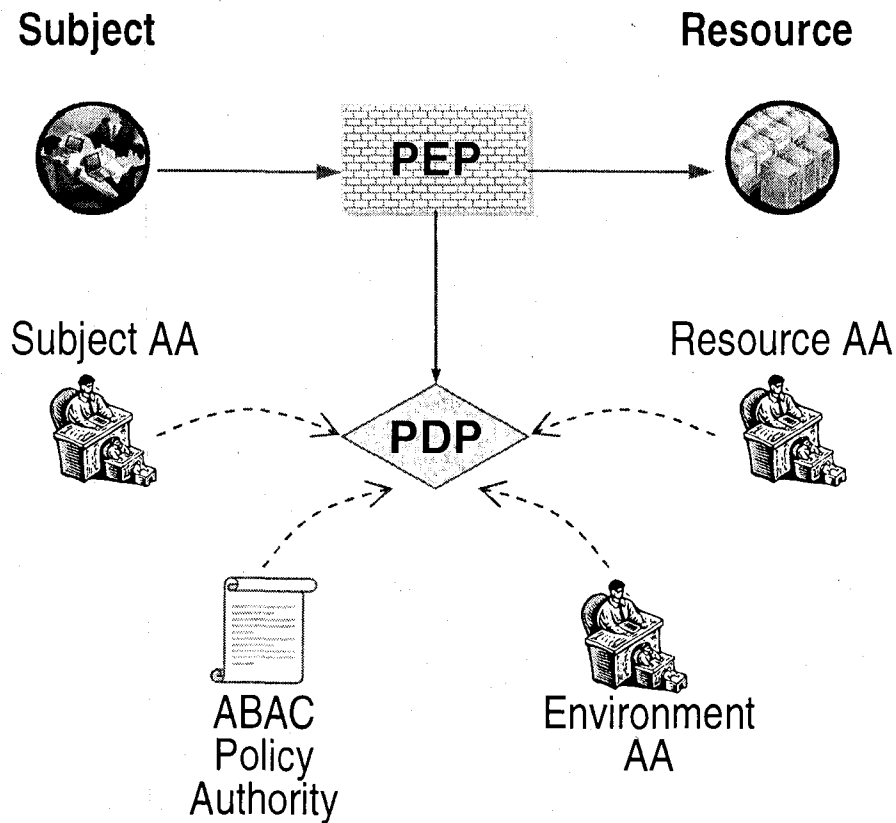 Subject
Resource
PEP
Subject AA
Resource AA
PDP
ABAC
Policy
Authority
Environment
AA